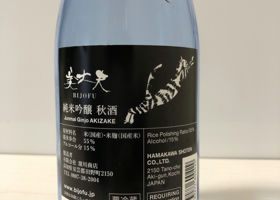 美丈夫
BIJOFU
純米吟醸 秋酒
Junmai Ginjo AKIZAKE
原材料名 米(国産)・米麹(国産米)
精米歩合 55%
アルコール分 15%
Rice Polishing Ratio/55%
Alcohol/15%
HAMAKAWA SHOTEN
CO.,LTD.
2150 Tano-cho
Aki-gun, Kochi
JAPAN
REQUIRING
要冷蔵
www.bijofu.jp